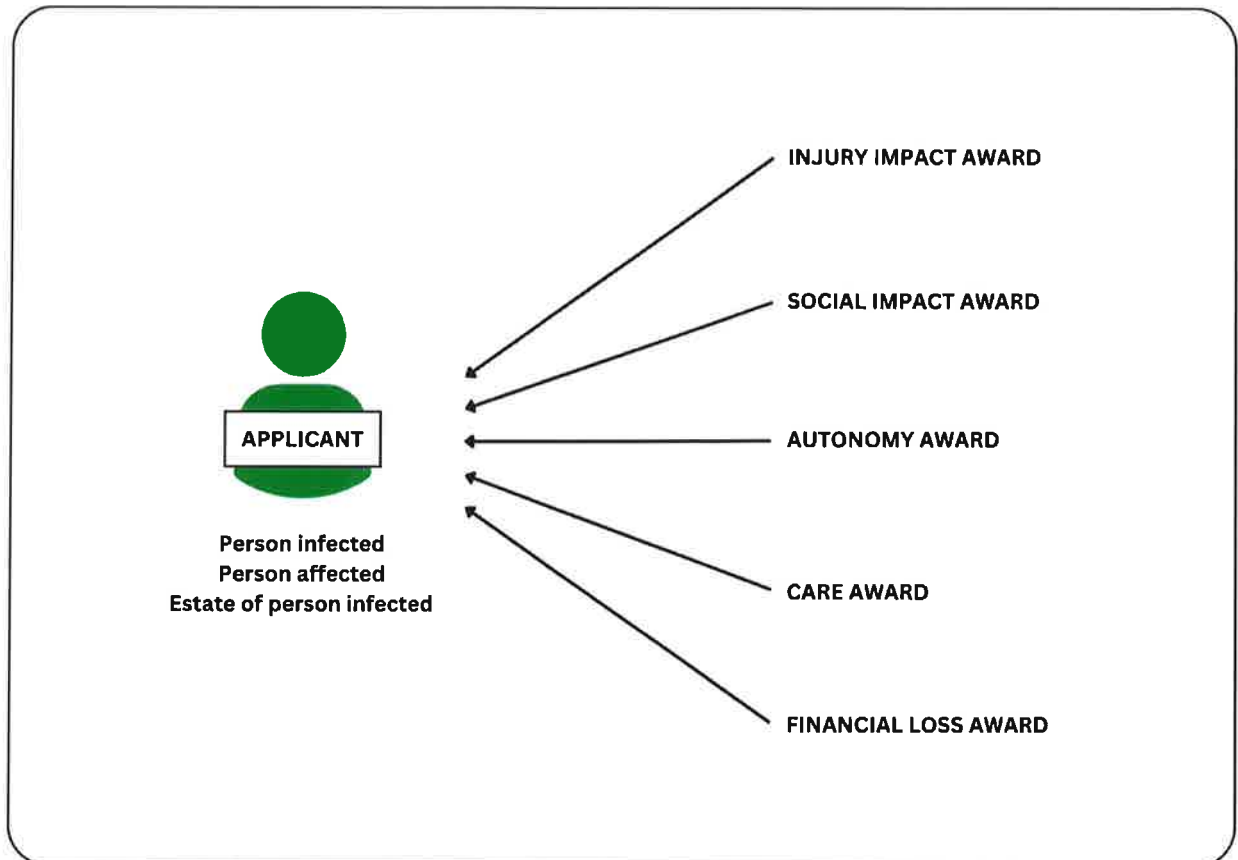 INJURY IMPACT AWARD
SOCIAL IMPACT AWARD
APPLICANT
AUTONOMY AWARD
Person infected
Person affected
Estate of person infected
CARE AWARD
FINANCIAL LOSS AWARD